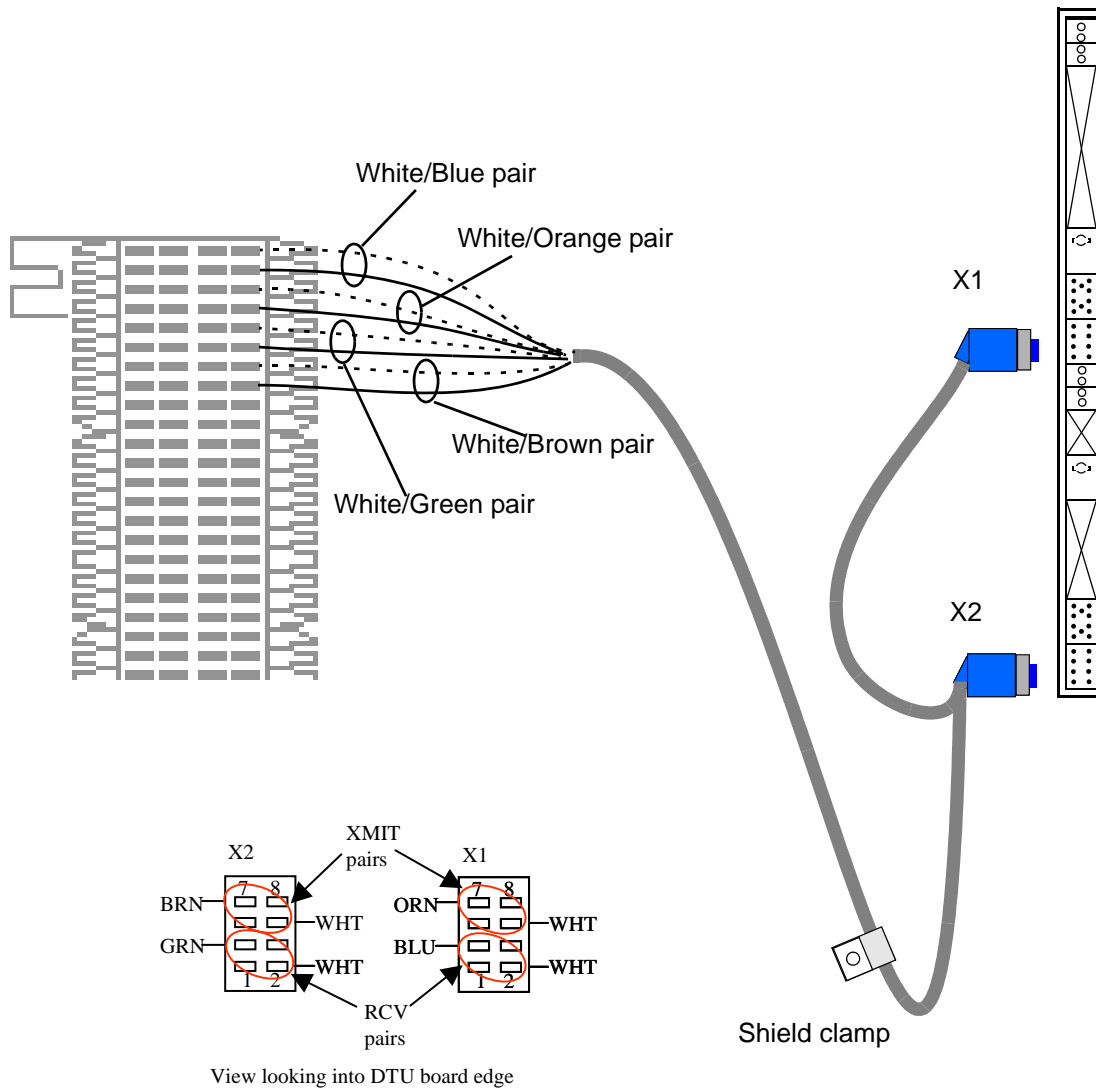 White/Blue pair
White/Orange pair
X1
White/Brown pair
White/Green pair
X2
XMIT
pairs
X2
X1
7 8
7 8
BRN
ORN
WHT
WHT
GRN
BLU
WHT
WHT
1 2
1 2
RCV
pairs
Shield clamp
View looking into DTU board edge